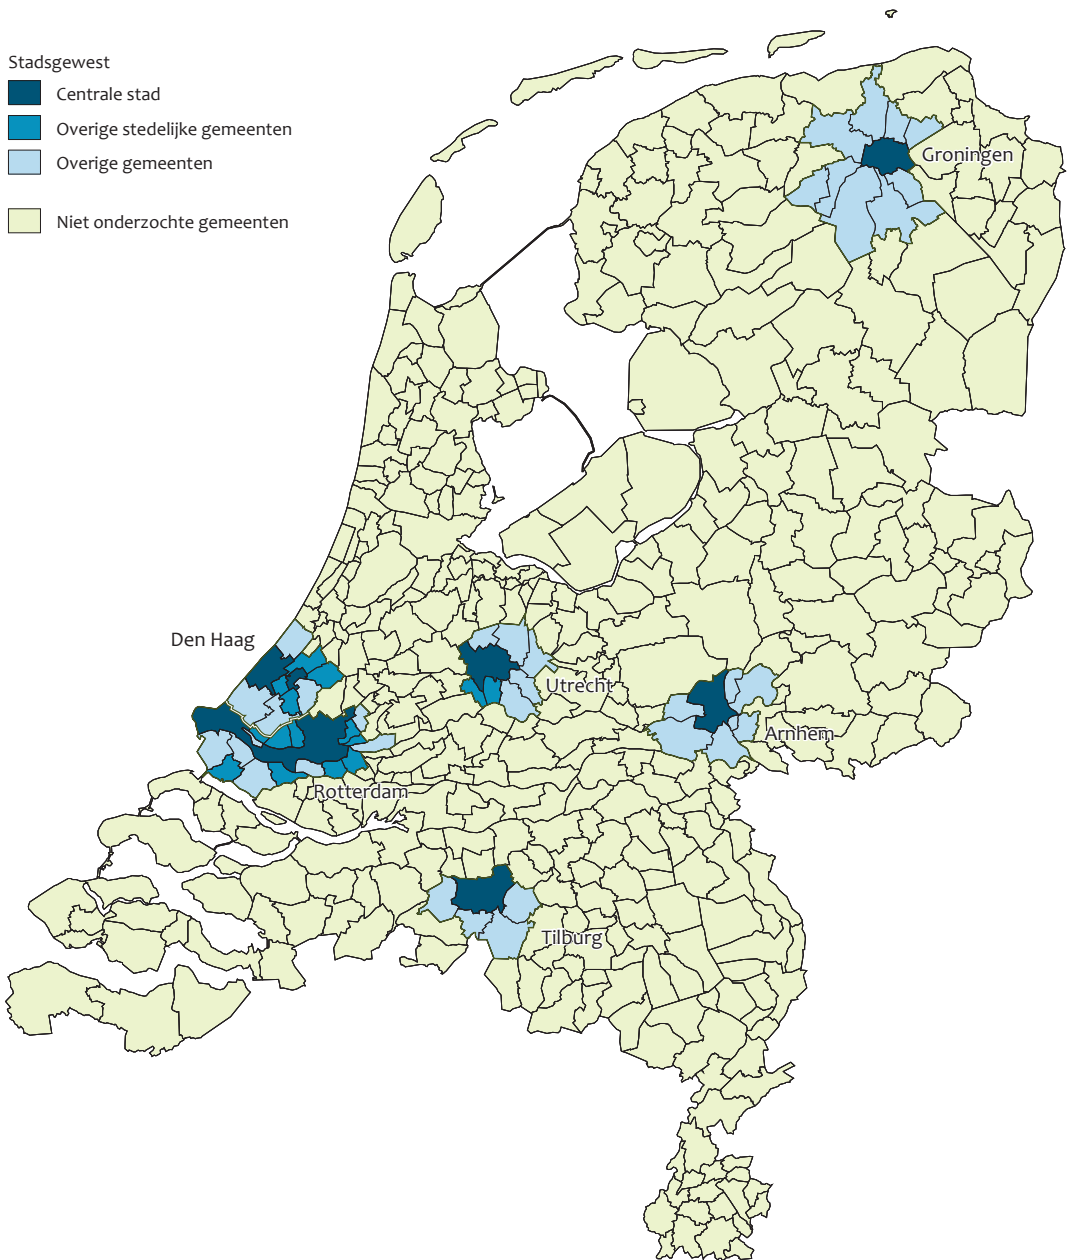 Stadsgewest
Centrale stad
Overige stedelijke gemeenten
Overige gemeenten
Niet onderzochte gemeenten
Groningen
Den Haag
Utrecht
Arnhem
Rotterdam
Tilburg